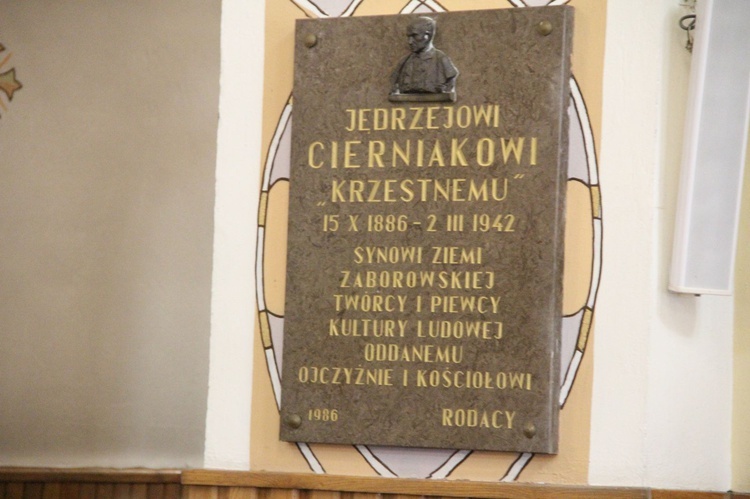 JĘDRZEJOWI
CIERNIAKOWI
„KRZESTNEMU“
15 X 1886 - 2 III 1942
SYNOWI ZIEMI
ZABOROWSKIEJ
TWÓRCY I PIEWCY
KULTURY LUDOWEJ
ODDANEMU
OJCZYŹNIE I KOŚCIOŁOWI
1986 RODACY